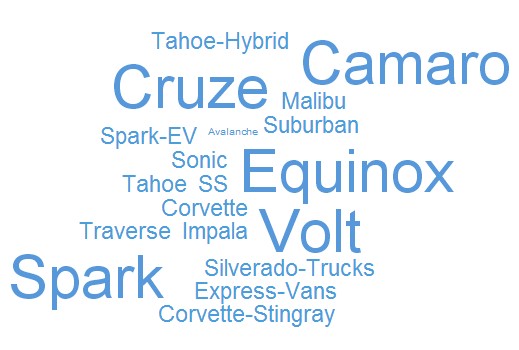 Tahoe-Hybrid
Camaro
Cruze
Malibu
Spark-EV
Avalanche
Suburban
Sonic
Equinox
Tahoe
SS
Corvette
Traverse
Impala
Volt
Spark
Silverado-Trucks
Express-Vans
Corvette-Stingray